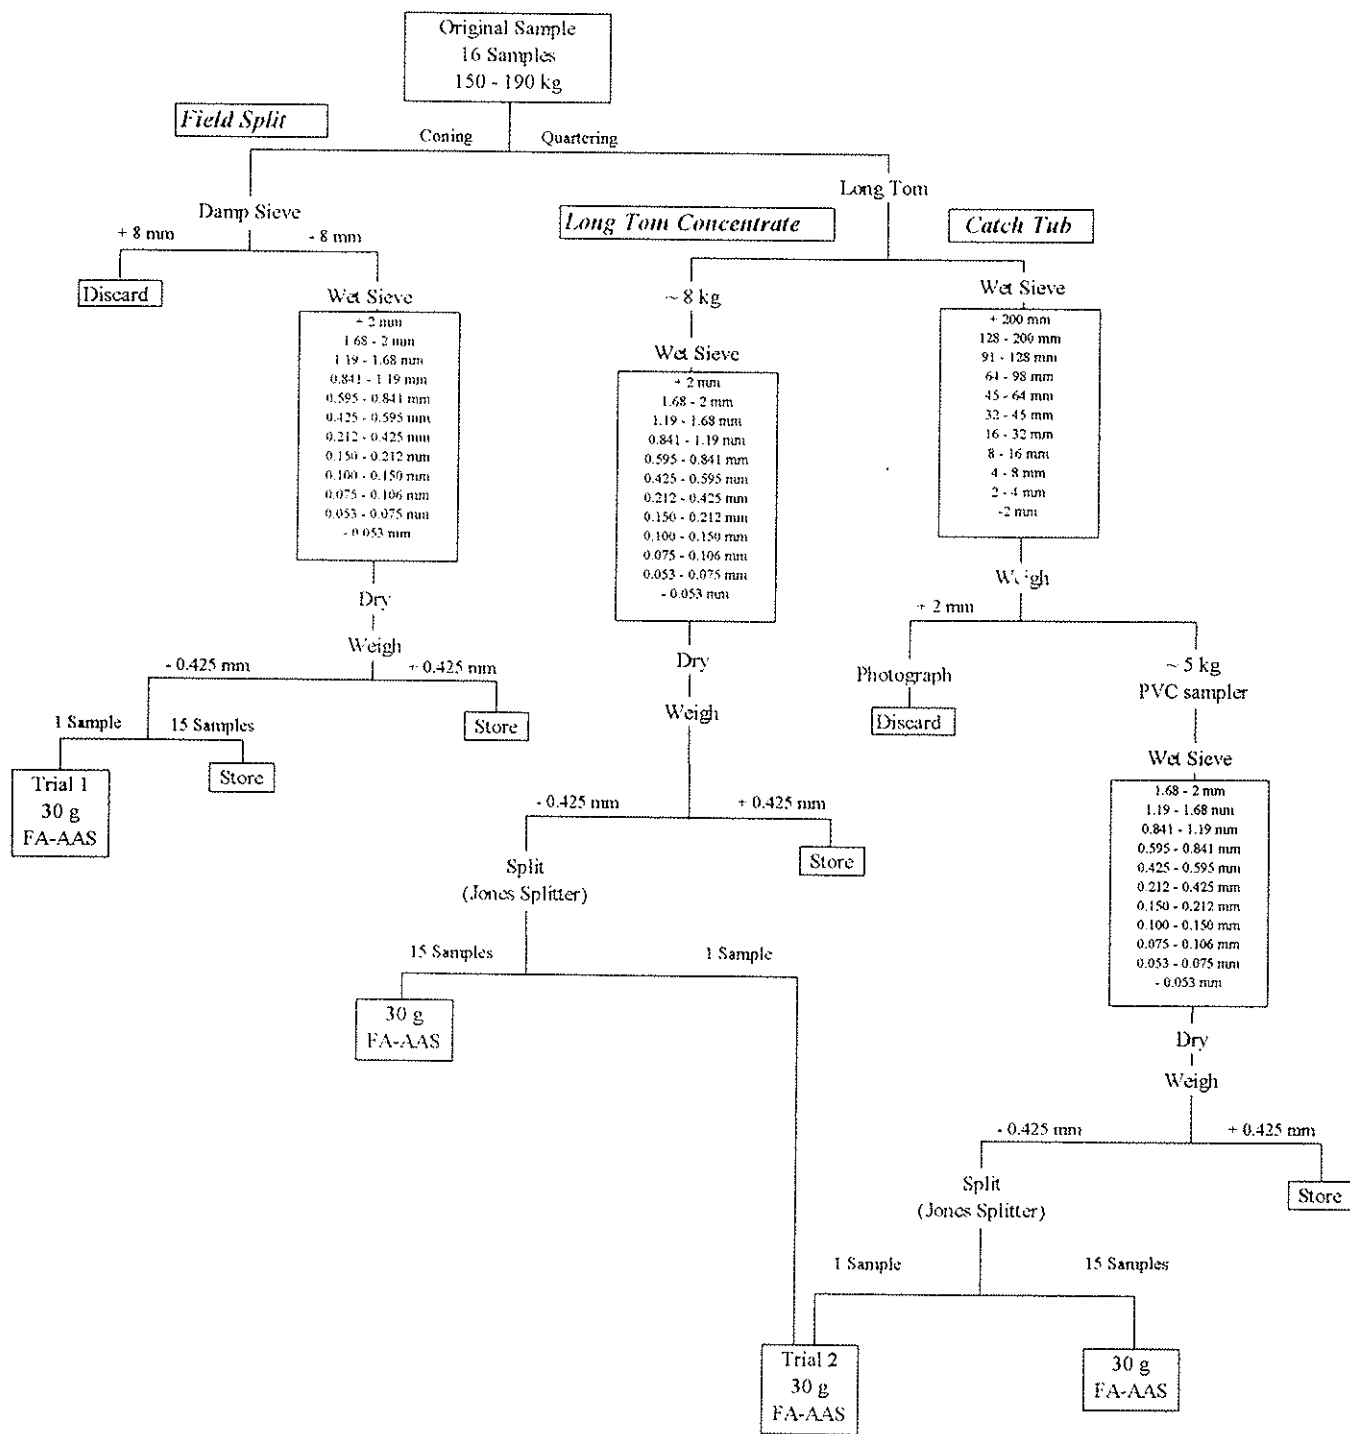 Original Sample
16 Samples
150 - 190 kg
Field Split
Coning
Quartering
Long Tom
Damp Sieve
+ 8 mm
- 8 mm
Discard
Wet Sieve
+ 2 mm
1.68 - 2 mm
1.19 - 1.68 mm
0.841 - 1.19 mm
0.595 - 0.841 mm
0.425 - 0.595 mm
0.212 - 0.425 mm
0.150 - 0.212 mm
0.100 - 0.150 mm
0.075 - 0.106 mm
0.053 - 0.075 mm
- 0.053 mm
Dry
Weigh
- 0.425 mm
+ 0.425 mm
1 Sample
15 Samples
Store
Store
Trial 1
30 g
FA-AAS
Long Tom Concentrate
~ 8 kg
Wet Sieve
+ 2 mm
1.68 - 2 mm
1.19 - 1.68 mm
0.841 - 1.19 mm
0.595 - 0.841 mm
0.425 - 0.595 mm
0.212 - 0.425 mm
0.150 - 0.212 mm
0.100 - 0.150 mm
0.075 - 0.106 mm
0.053 - 0.075 mm
- 0.053 mm
Dry
Weigh
- 0.425 mm
+ 0.425 mm
Store
Split
(Jones Splitter)
15 Samples
1 Sample
30 g
FA-AAS
Catch Tub
Wet Sieve
+ 200 mm
128 - 200 mm
91 - 128 mm
64 - 98 mm
45 - 64 mm
32 - 45 mm
16 - 32 mm
8 - 16 mm
4 - 8 mm
2 - 4 mm
-2 mm
Weigh
+ 2 mm
Photograph
Discard
~ 5 kg
PVC sampler
Wet Sieve
1.68 - 2 mm
1.19 - 1.68 mm
0.841 - 1.19 mm
0.595 - 0.841 mm
0.425 - 0.595 mm
0.212 - 0.425 mm
0.150 - 0.212 mm
0.100 - 0.150 mm
0.075 - 0.106 mm
0.053 - 0.075 mm
- 0.053 mm
Dry
Weigh
- 0.425 mm
+ 0.425 mm
Store
Split
(Jones Splitter)
1 Sample
15 Samples
Trial 2
30 g
FA-AAS
30 g
FA-AAS